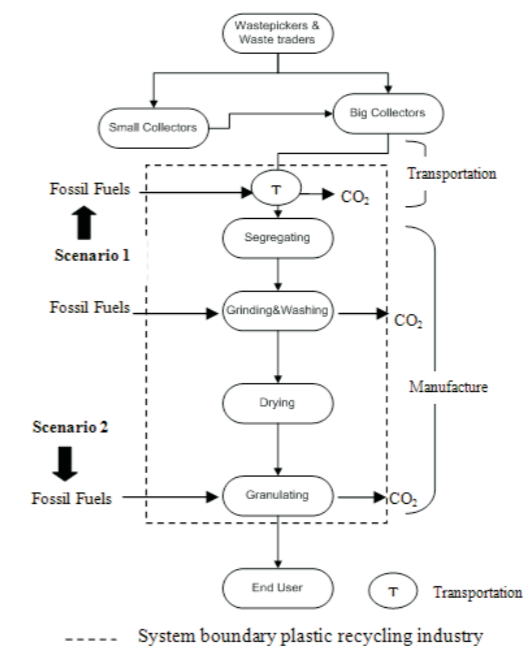 Wastepickers &
Waste traders
Small Collectors
Big Collectors
Transportation
Fossil Fuels
T
CO2
Scenario 1
Segregating
Fossil Fuels
Grinding&Washing
CO2
Manufacture
Drying
Scenario 2
Fossil Fuels
Granulating
CO2
End User
T
Transportation
System boundary plastic recycling industry